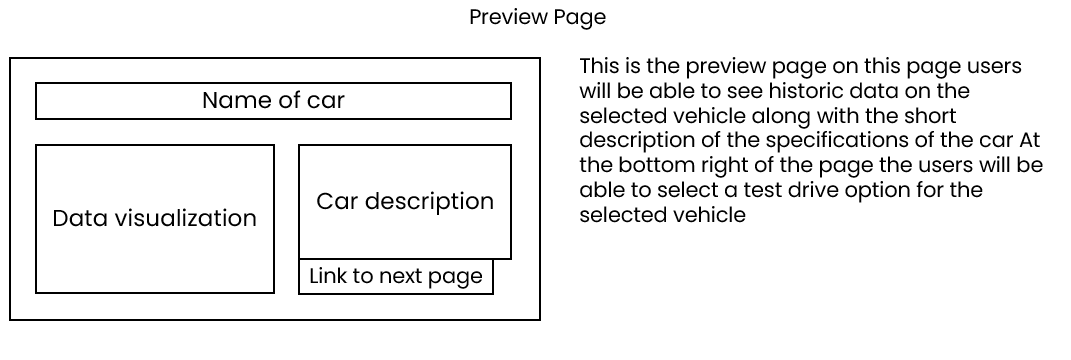 Preview Page
Name of car
Data visualization
Car description
Link to next page
This is the preview page on this page users
will be able to see historic data on the
selected vehicle along with the short
description of the specifications of the car At
the bottom right of the page the users will be
able to select a test drive option for the
selected vehicle